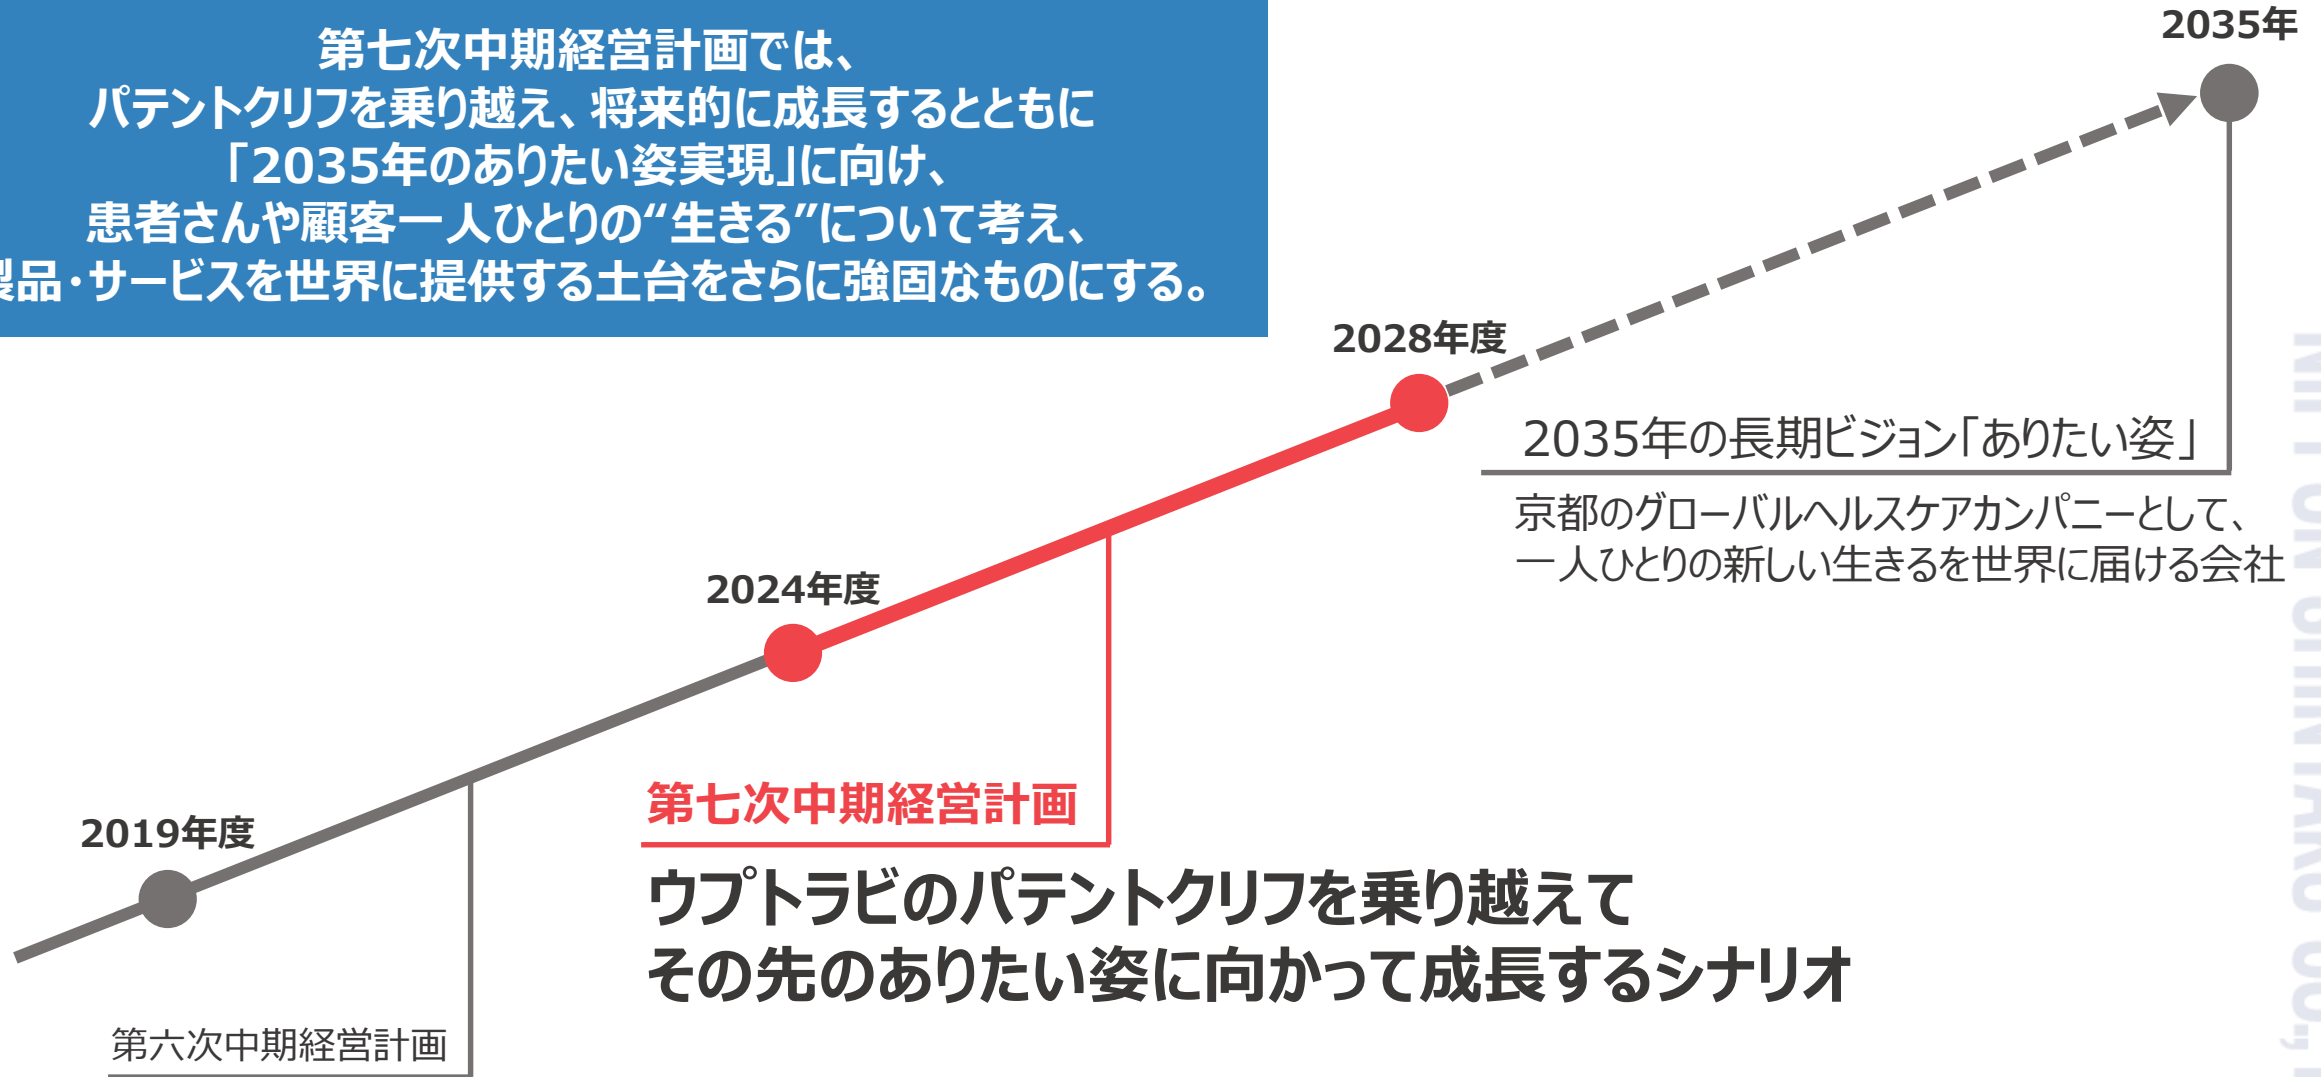 第七次中期経営計画では、
パテントクリフを乗り越え、将来的に成長するとともに
「2035年のありたい姿実現」に向け、
患者さんや顧客一人ひとりの“生きる”について考え、
製品・サービスを世界に提供する土台をさらに強固なものにする。
2035年
2028年度
2035年の長期ビジョン「ありたい姿」
京都のグローバルヘルスケアカンパニーとして、
一人ひとりの新しい生きるを世界に届ける会社
2024年度
第七次中期経営計画
ウプトラビのパテントクリフを乗り越えて
その先のありたい姿に向かって成長するシナリオ
2019年度
第六次中期経営計画